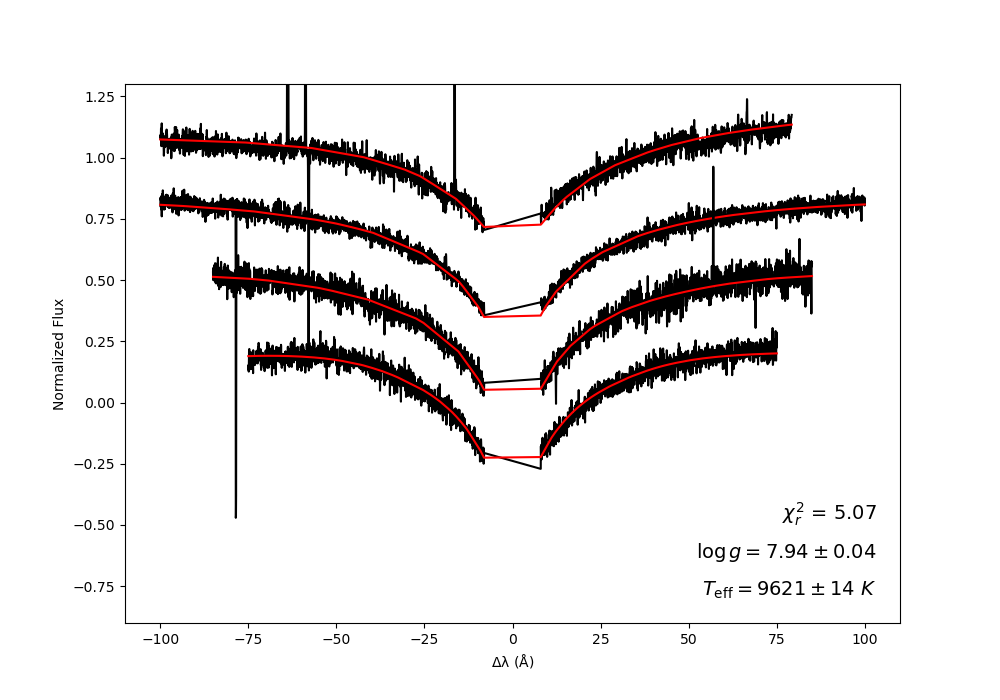 1.25
1.00
0.75
0.50
0.25
0.00
−0.25
−0.50
−0.75
Normalized Flux
χ²ᵣ = 5.07
log g = 7.94 ± 0.04
T_eff = 9621 ± 14 K
−100 −75 −50 −25 0 25 50 75 100
Δλ (Å)